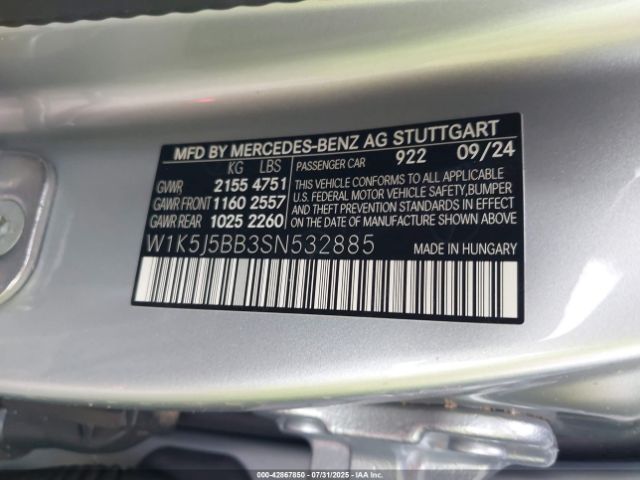 MFD BY MERCEDES-BENZ AG STUTTGART
KG LBS
PASSENGER CAR 922 09/24
GVWR 2155 4751
GAWR FRONT 1160 2557
GAWR REAR 1025 2260
THIS VEHICLE CONFORMS TO ALL APPLICABLE
U.S. FEDERAL MOTOR VEHICLE SAFETY, BUMPER
AND THEFT PREVENTION STANDARDS IN EFFECT
ON THE DATE OF MANUFACTURE SHOWN ABOVE.
W1K5J5BB3SN532885
MADE IN HUNGARY
000-42867850 07/31/2025 - IAAI.COM